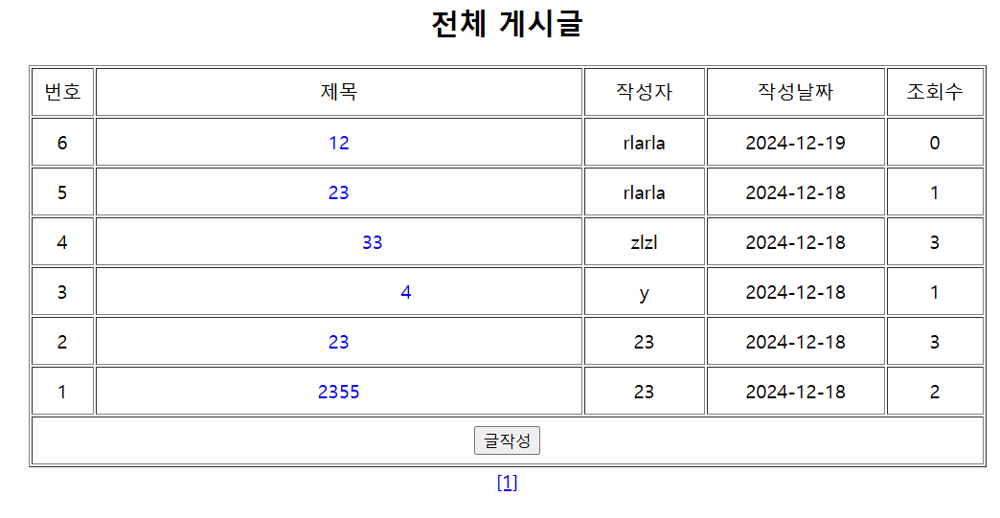 전체 게시글
번호 제목 작성자 작성날짜 조회수
6 12 rlarla 2024-12-19 0
5 23 rlarla 2024-12-18 1
4 33 zlzl 2024-12-18 3
3 4 y 2024-12-18 1
2 23 23 2024-12-18 3
1 2355 23 2024-12-18 2
글작성
[1]